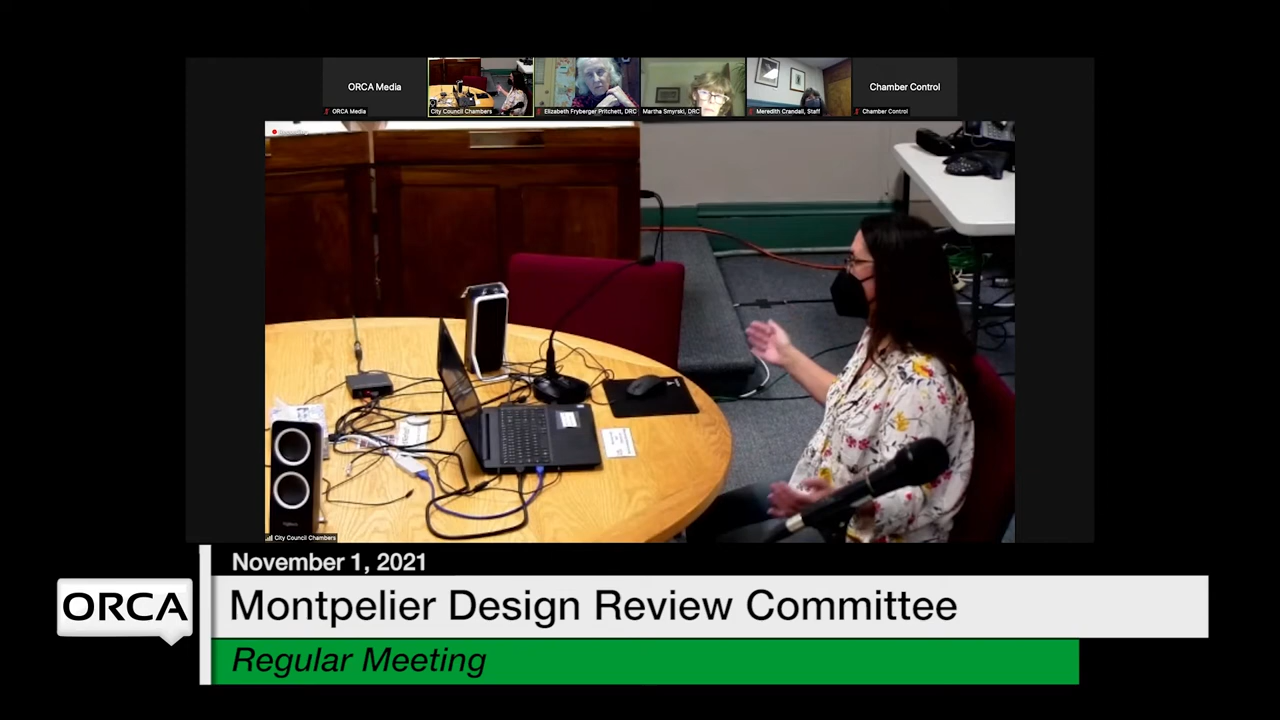 ORCA Media
Chamber Control
ORCA Media
City Council Chambers
Elizabeth Fryberger Pritchett, DRC
Martha Smyrski, DRC
Meredith Crandall, Staff
Chamber Control
City Council Chambers
November 1, 2021
ORCA
Montpelier Design Review Committee
Regular Meeting